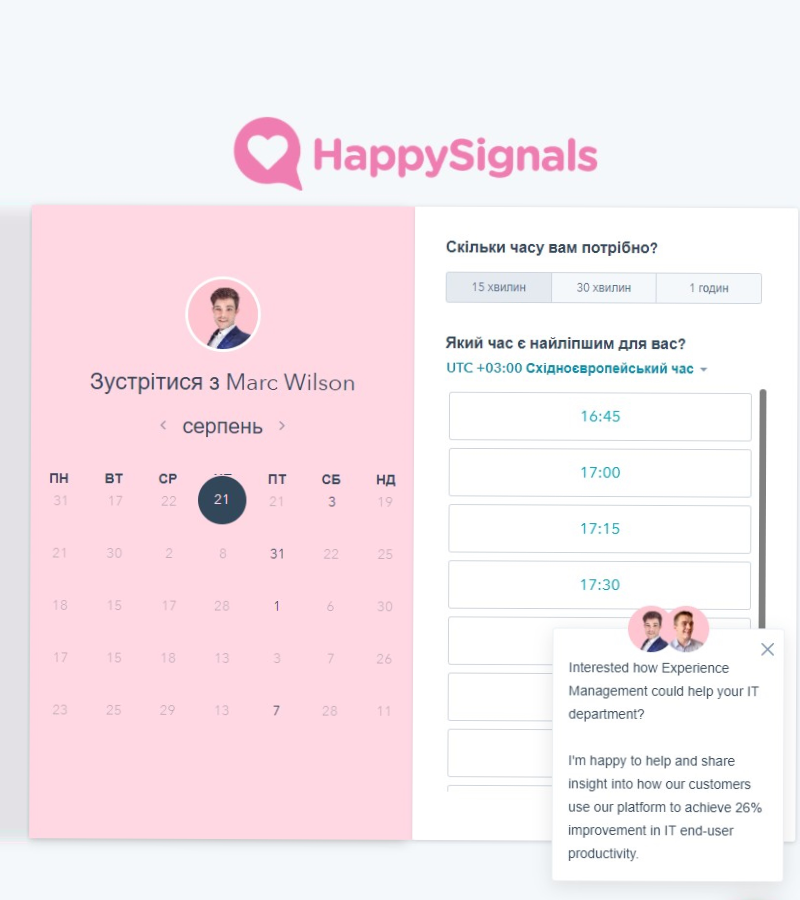 HappySignals
Зустрітися з Marc Wilson
серпень
ПН ВТ СР ПТ СБ НД
31 17 22 21 21 3 19
21 30 2 8 31 22 25
18 15 17 28 1 6 30
17 15 18 13 3 7 26
23 25 29 13 7 28 11
Скільки часу вам потрібно?
15 хвилин 30 хвилин 1 годин
Який час є найліпшим для вас?
UTC +03:00 Східноєвропейський час
16:45
17:00
17:15
17:30
Interested how Experience
Management could help your IT
department?
I'm happy to help and share
insight into how our customers
use our platform to achieve 26%
improvement in IT end-user
productivity.